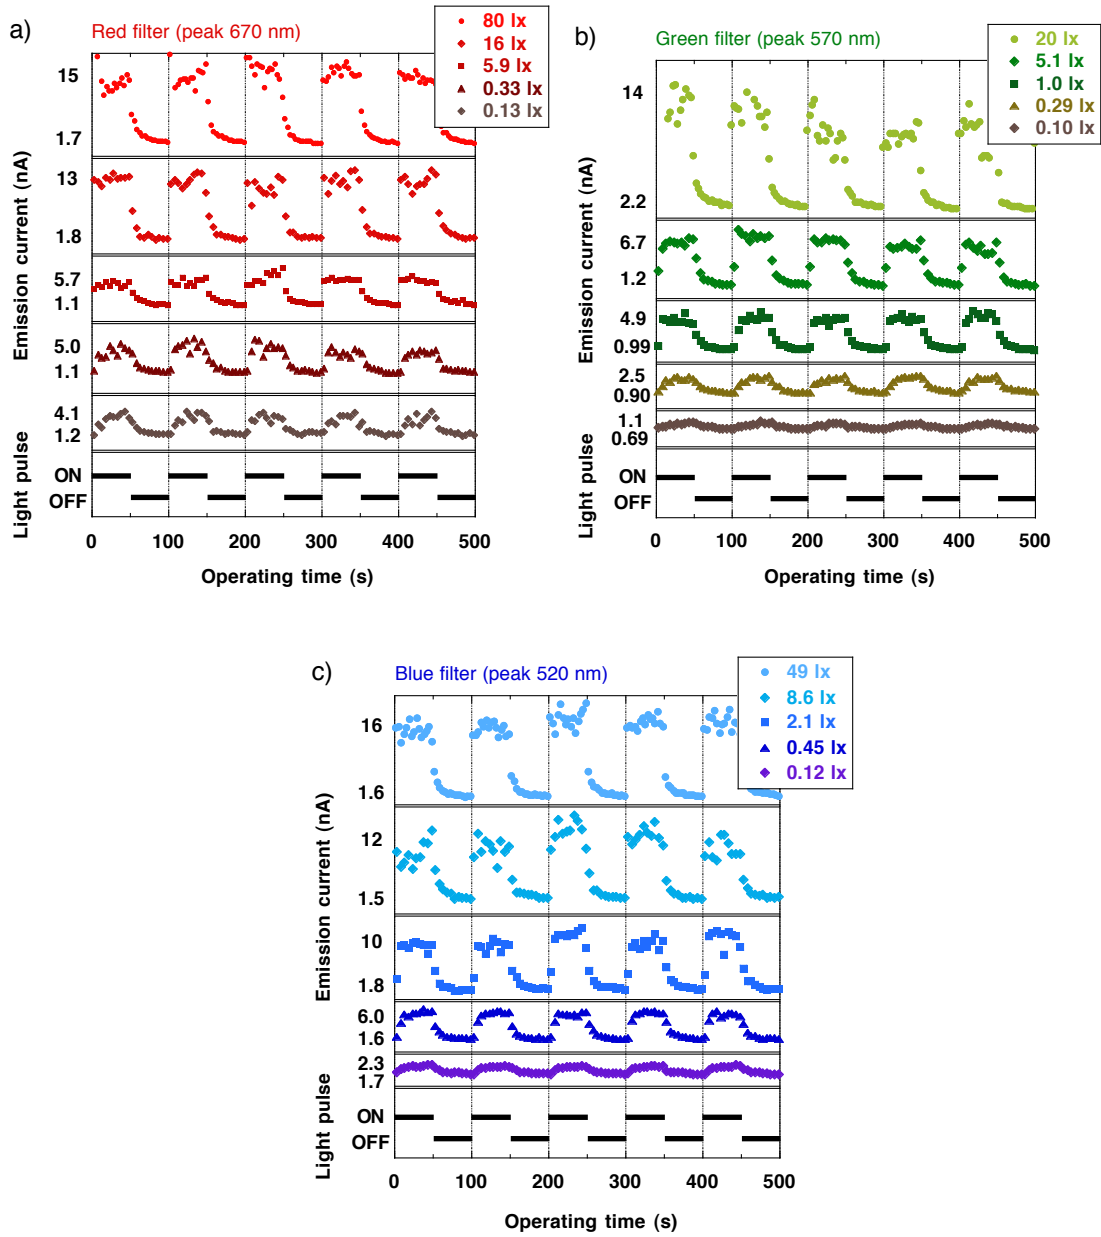 a)
Red filter (peak 670 nm)
80 lx
16 lx
5.9 lx
0.33 lx
0.13 lx
Emission current (nA)
15
1.7
13
1.8
5.7
1.1
5.0
1.1
4.1
1.2
Light pulse
ON
OFF
0 100 200 300 400 500
Operating time (s)
b)
Green filter (peak 570 nm)
20 lx
5.1 lx
1.0 lx
0.29 lx
0.10 lx
Emission current (nA)
14
2.2
6.7
1.2
4.9
0.99
2.5
0.90
1.1
0.69
Light pulse
ON
OFF
0 100 200 300 400 500
Operating time (s)
c)
Blue filter (peak 520 nm)
49 lx
8.6 lx
2.1 lx
0.45 lx
0.12 lx
Emission current (nA)
16
1.6
12
1.5
10
1.8
6.0
1.6
2.3
1.7
Light pulse
ON
OFF
0 100 200 300 400 500
Operating time (s)